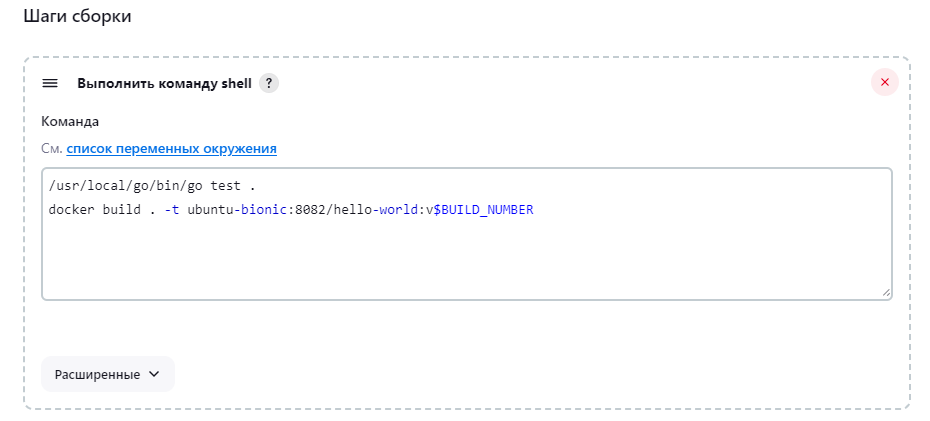 Шаги сборки
Выполнить команду shell ?
Команда
См. список переменных окружения
/usr/local/go/bin/go test .
docker build . -t ubuntu-bionic:8082/hello-world:v$BUILD_NUMBER
Расширенные